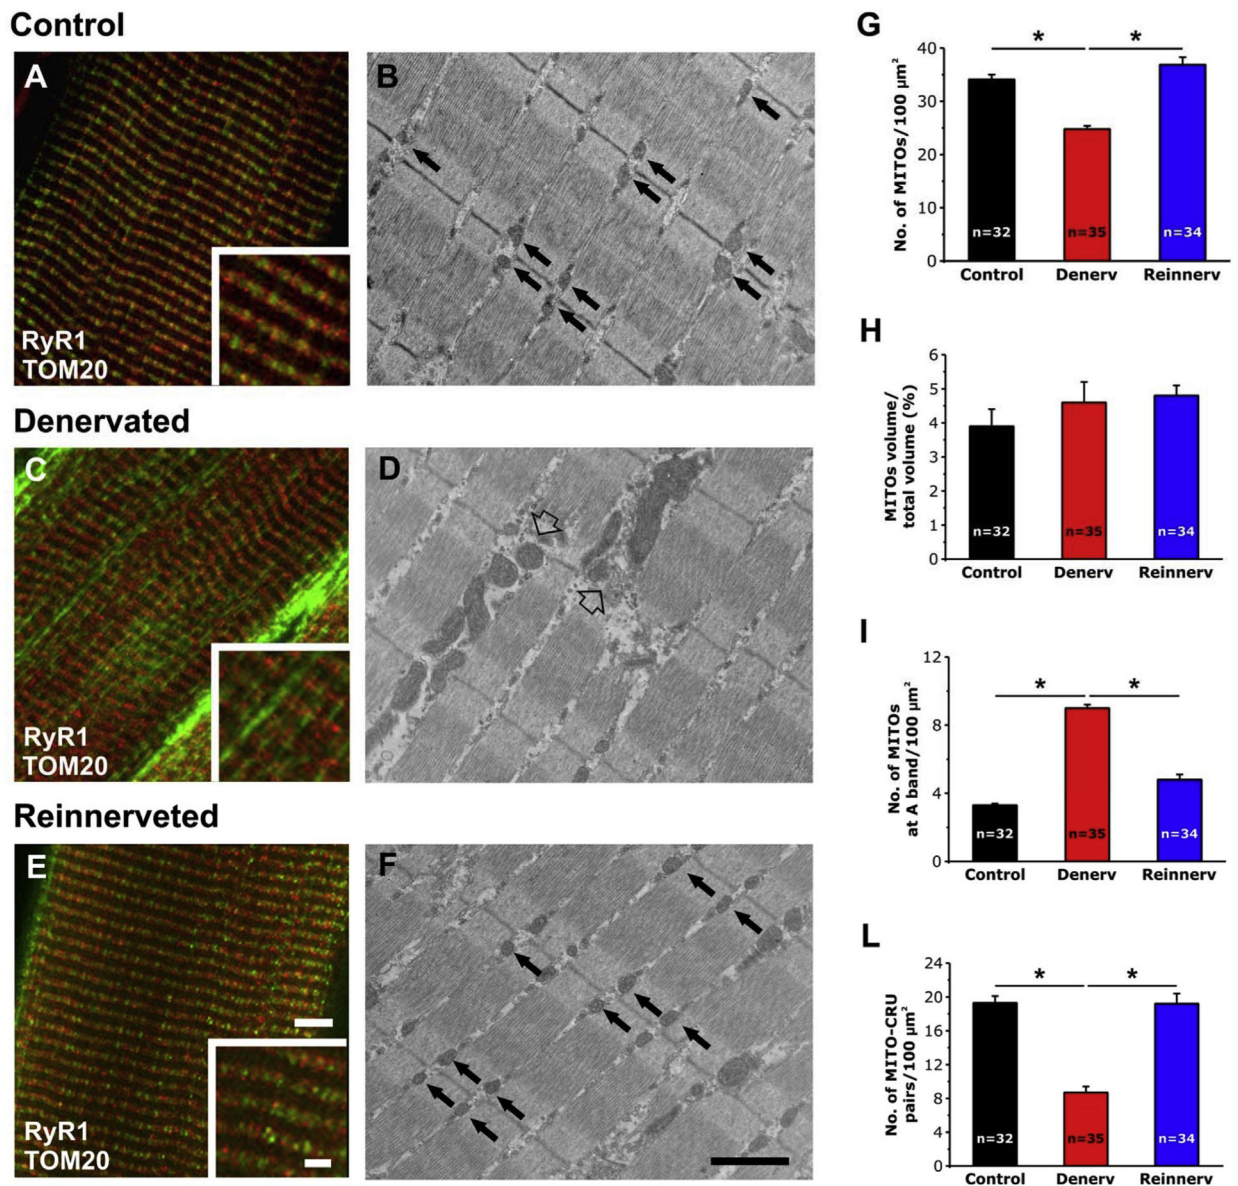 Control
A
RyR1
TOM20
B
Denervated
C
RyR1
TOM20
D
Reinnerveted
E
RyR1
TOM20
F
G
No. of MITOs/100 µm²
40
30
20
10
0
*
*
n=32
n=35
n=34
Control
Denerv
Reinnerv
H
MITOs volume/
total volume (%)
6
5
4
3
2
1
0
n=32
n=35
n=34
Control
Denerv
Reinnerv
I
No. of MITOs
at A band/100 µm²
12
8
4
0
*
*
n=32
n=35
n=34
Control
Denerv
Reinnerv
L
No. of MITO-CRU
pairs/100 µm²
24
20
16
12
8
4
0
*
*
n=32
n=35
n=34
Control
Denerv
Reinnerv